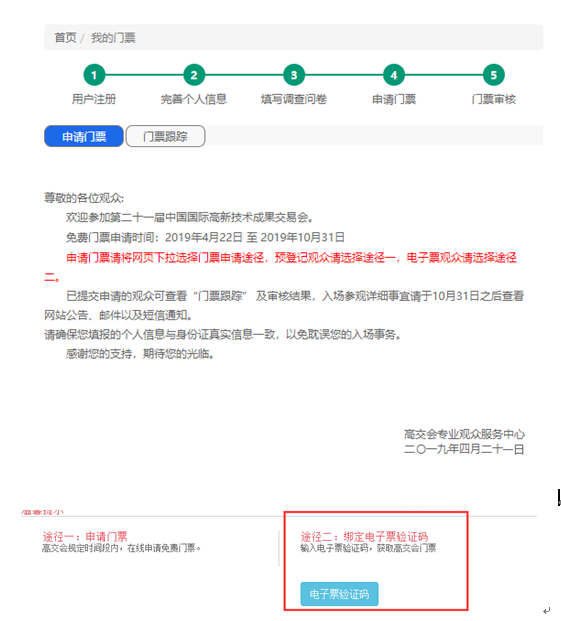 首页 / 我的门票
1 2 3 4 5
用户注册 完善个人信息 填写调查问卷 申请门票 门票审核
申请门票 门票跟踪
尊敬的各位观众:
欢迎参加第二十一届中国国际高新技术成果交易会。
免费门票申请时间：2019年4月22日 至 2019年10月31日
申请门票请将网页下拉选择门票申请途径，预登记观众请选择途径一，电子票观众请选择途径
二。
已提交申请的观众可查看“门票跟踪” 及审核结果，入场参观详细事宜请于10月31日之后查看
网站公告、邮件以及短信通知。
请确保您填报的个人信息与身份证真实信息一致，以免耽误您的入场事务。
感谢您的支持，期待您的光临。
高交会专业观众服务中心
二〇一九年四月二十一日
温馨提示
途径一：申请门票
高交会规定时间段内，在线申请免费门票。
途径二：绑定电子票验证码
输入电子票验证码，获取高交会门票
电子票验证码